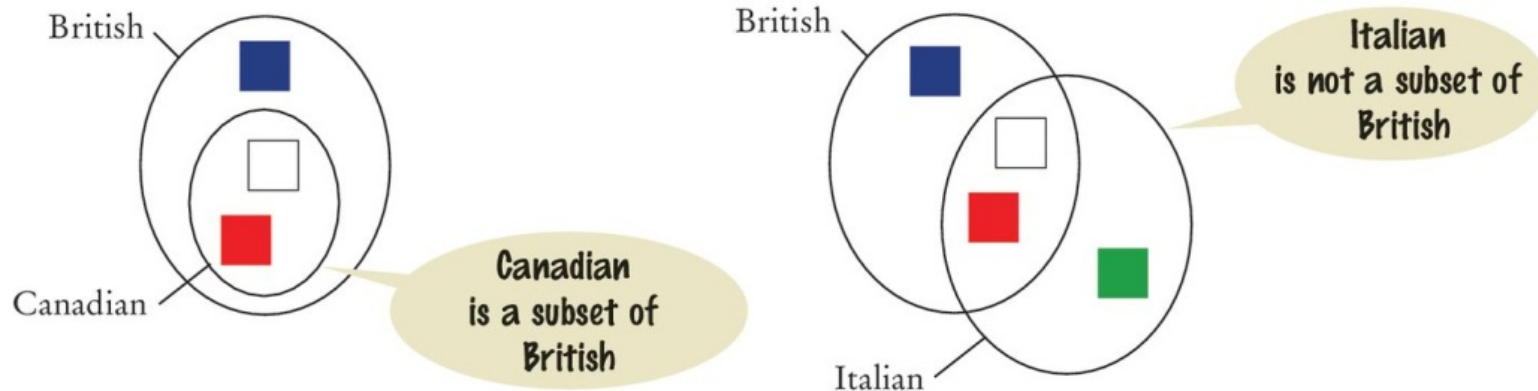 British
Canadian
Canadian
is a subset of
British
British
Italian
is not a subset of
British
Italian